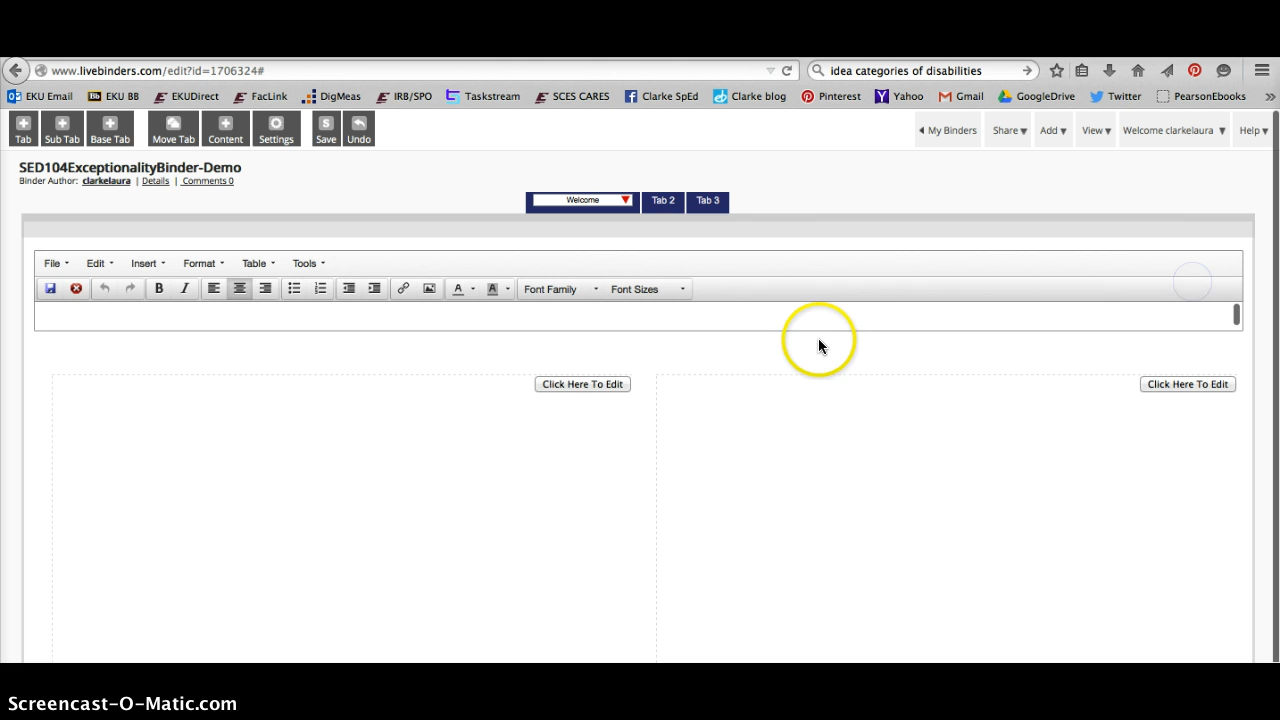 www.livebinders.com/edit?id=1706324#
idea categories of disabilities
EKU Email EKU BB EKUDirect FacLink DigMeas IRB/SPO Taskstream SCES CARES Clarke SpEd Clarke blog Pinterest Yahoo Gmail GoogleDrive Twitter PearsonEbooks
Tab Sub Tab Base Tab Move Tab Content Settings Save Undo
My Binders Share Add View Welcome clarkelaura Help
SED104ExceptionalityBinder-Demo
Binder Author: clarkelaura | Details | Comments 0
Welcome Tab 2 Tab 3
File Edit Insert Format Table Tools
B I A A Font Family Font Sizes
Click Here To Edit Click Here To Edit
Screencast-O-Matic.com